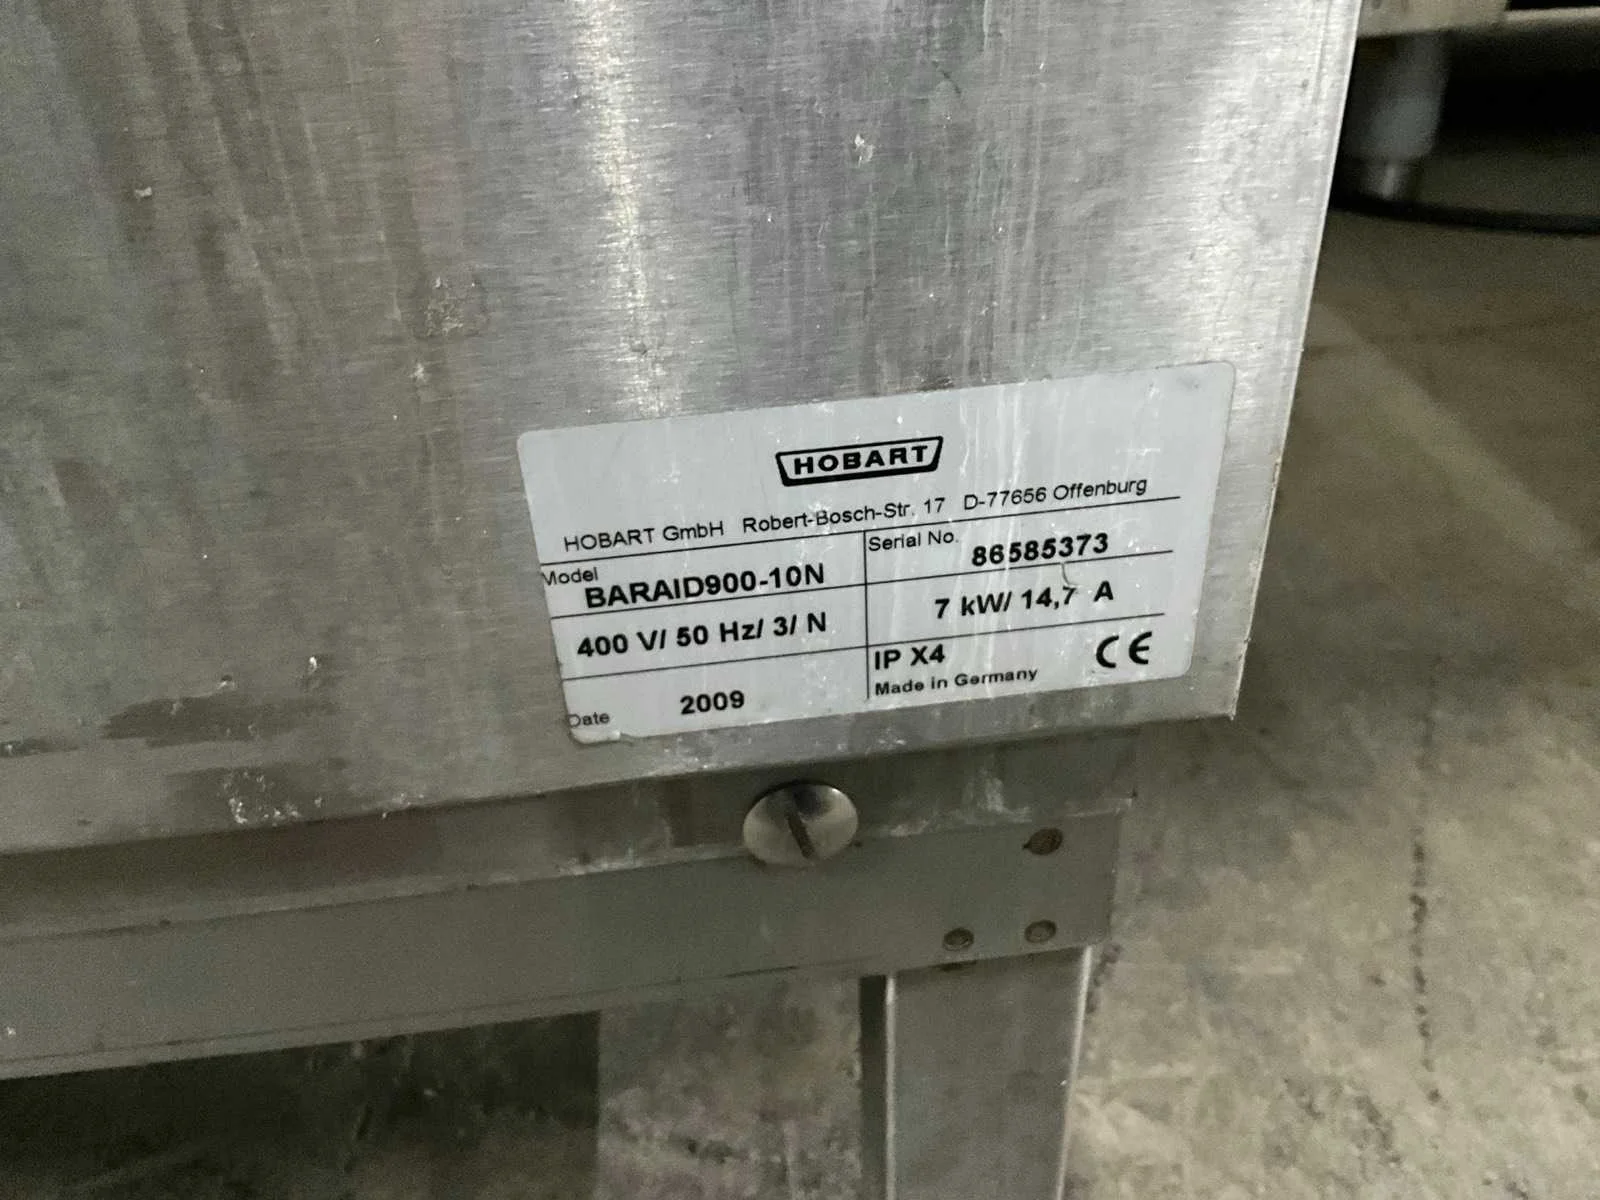 HOBART
HOBART GmbH Robert-Bosch-Str. 17 D-77656 Offenburg
Model BARAID900-10N
Serial No. 86585373
400 V/ 50 Hz/ 3/ N
7 kW/ 14,7 A
IP X4 CE
Made in Germany
Date 2009